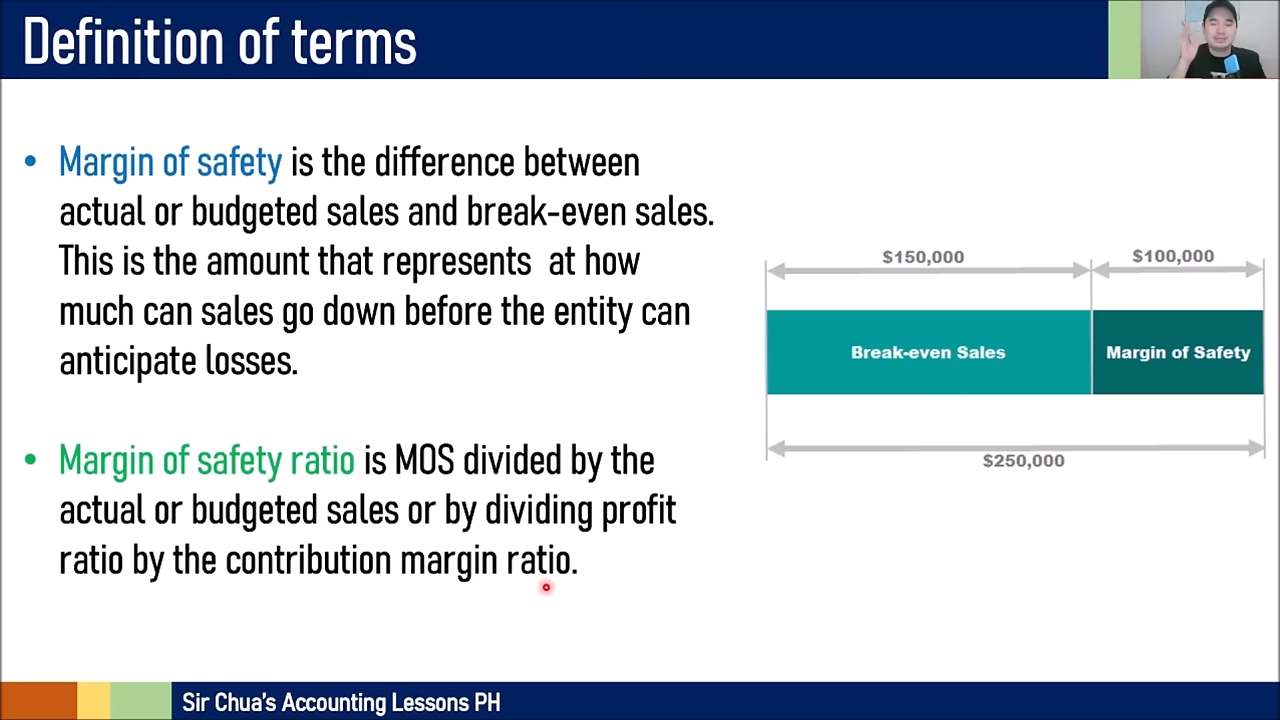 Definition of terms
• Margin of safety is the difference between
actual or budgeted sales and break-even sales.
This is the amount that represents  at how
much can sales go down before the entity can
anticipate losses.
• Margin of safety ratio is MOS divided by the
actual or budgeted sales or by dividing profit
ratio by the contribution margin ratio.
$150,000
$100,000
Break-even Sales
Margin of Safety
$250,000
Sir Chua's Accounting Lessons PH